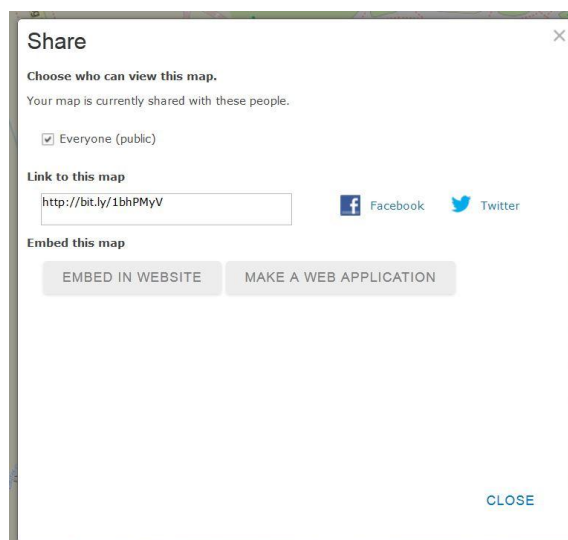 Share
Choose who can view this map.
Your map is currently shared with these people.
Everyone (public)
Link to this map
http://bit.ly/1bhPMyV
Facebook
Twitter
Embed this map
EMBED IN WEBSITE
MAKE A WEB APPLICATION
CLOSE